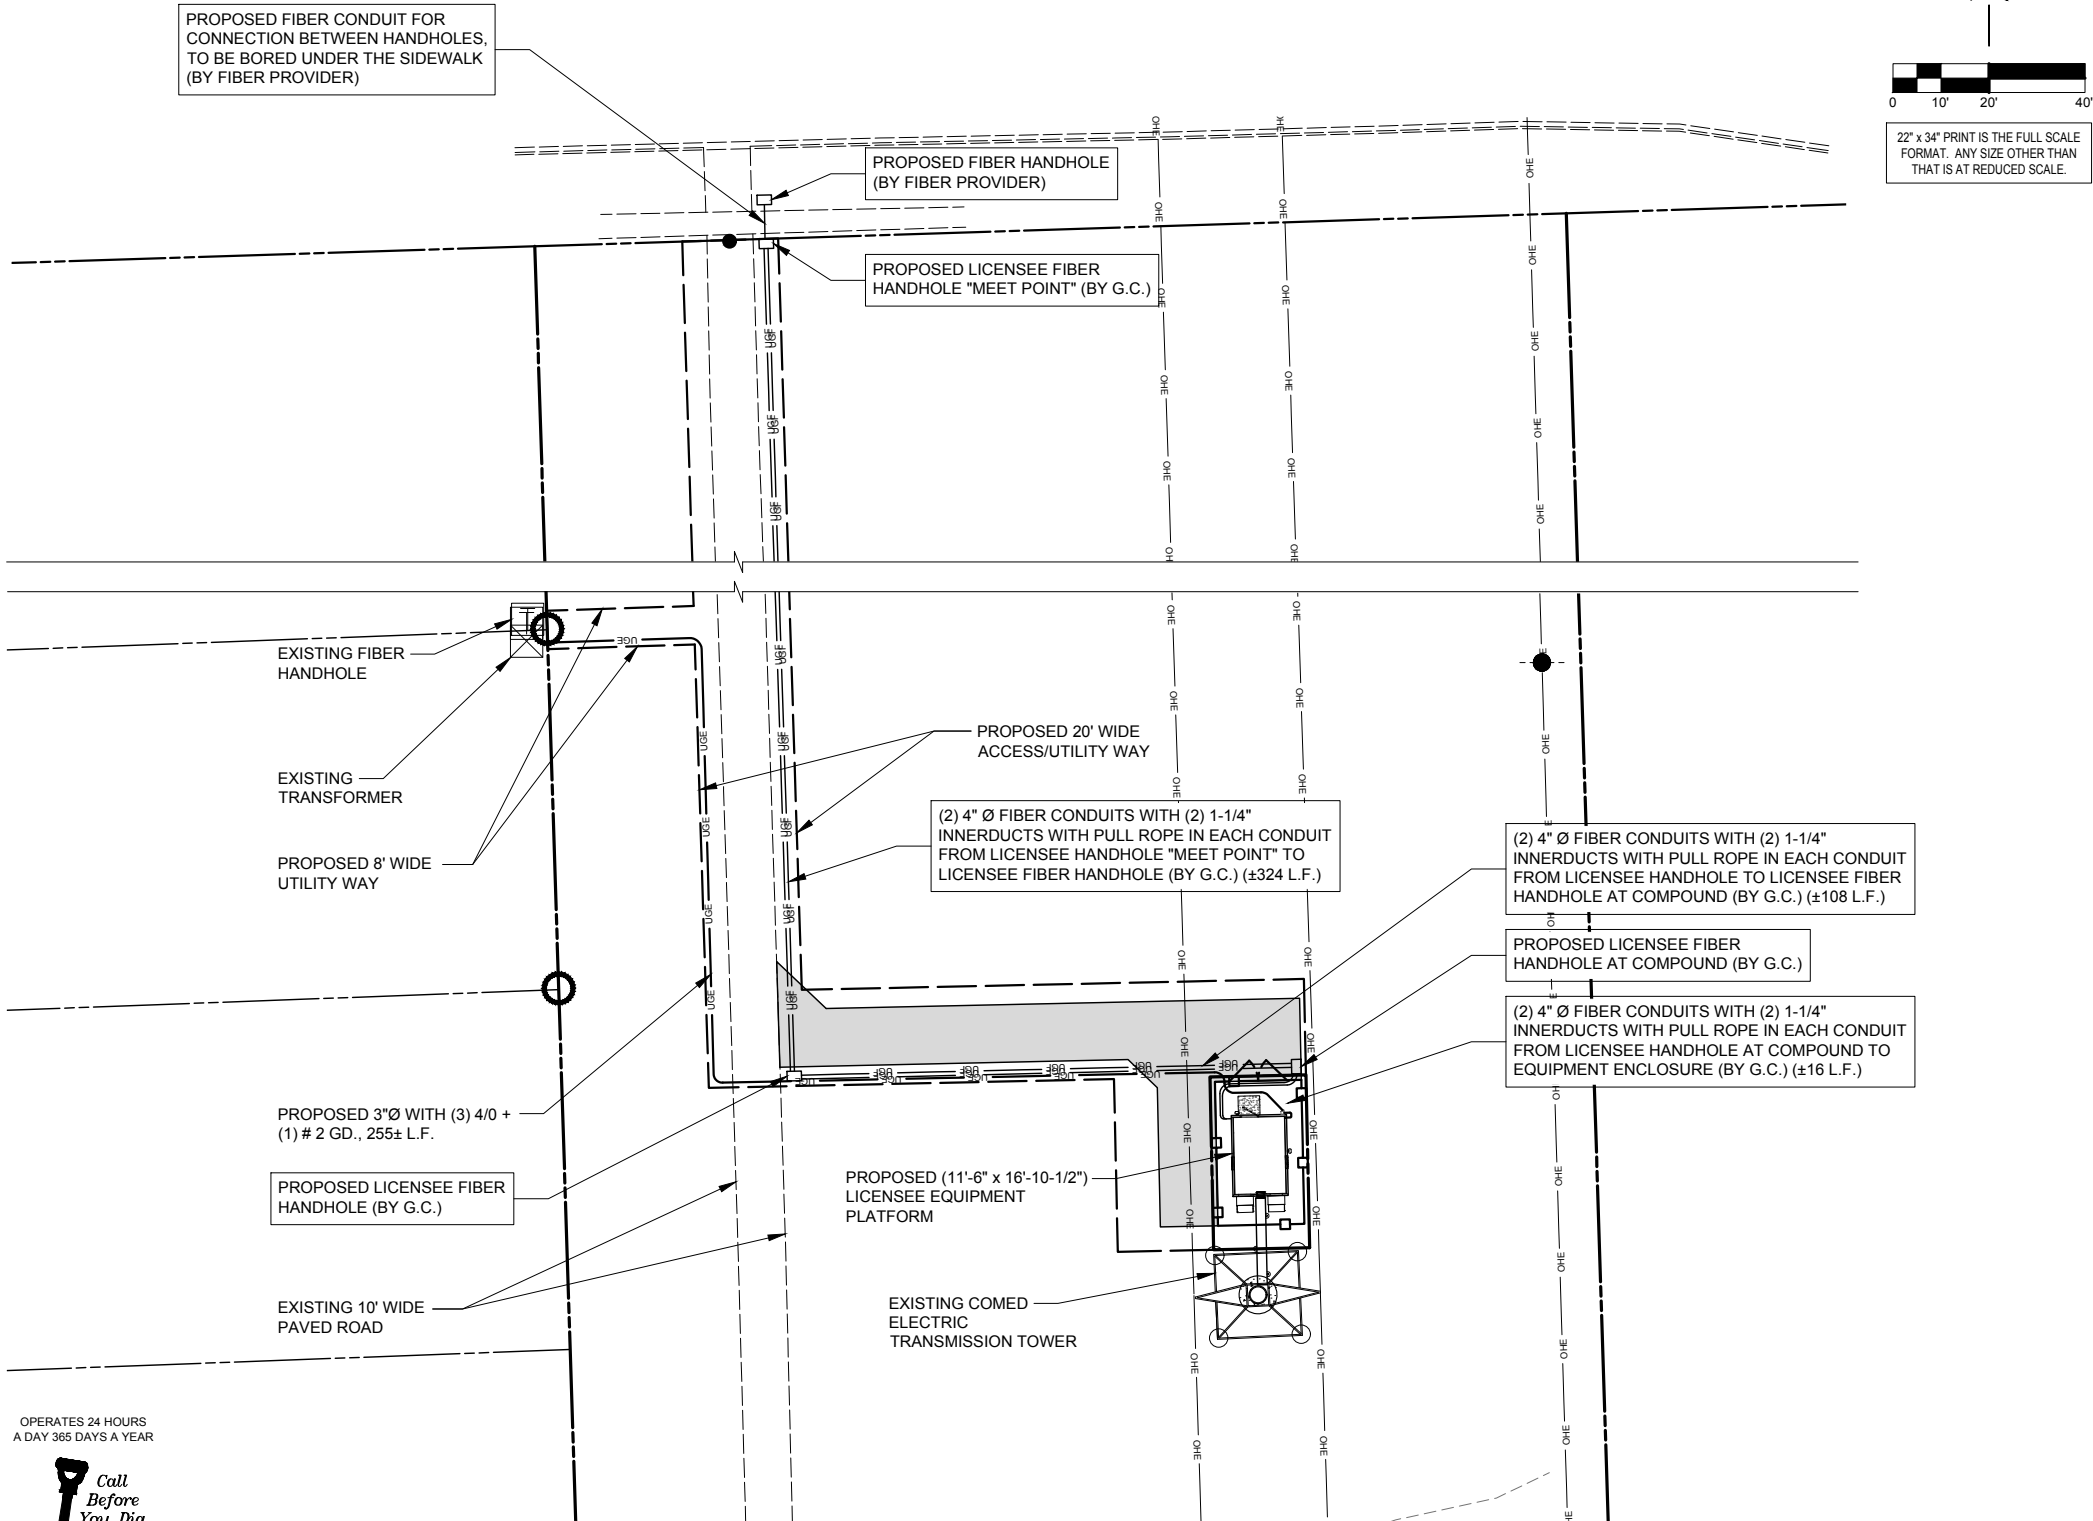 PROPOSED FIBER CONDUIT FOR
CONNECTION BETWEEN HANDHOLES,
TO BE BORED UNDER THE SIDEWALK
(BY FIBER PROVIDER)
0 10' 20' 40'
22" x 34" PRINT IS THE FULL SCALE
FORMAT. ANY SIZE OTHER THAN
THAT IS AT REDUCED SCALE.
PROPOSED FIBER HANDHOLE
(BY FIBER PROVIDER)
PROPOSED LICENSEE FIBER
HANDHOLE "MEET POINT" (BY G.C.)
EXISTING FIBER
HANDHOLE
EXISTING
TRANSFORMER
PROPOSED 8' WIDE
UTILITY WAY
PROPOSED 20' WIDE
ACCESS/UTILITY WAY
(2) 4" Ø FIBER CONDUITS WITH (2) 1-1/4"
INNERDUCTS WITH PULL ROPE IN EACH CONDUIT
FROM LICENSEE HANDHOLE "MEET POINT" TO
LICENSEE FIBER HANDHOLE (BY G.C.) (±324 L.F.)
(2) 4" Ø FIBER CONDUITS WITH (2) 1-1/4"
INNERDUCTS WITH PULL ROPE IN EACH CONDUIT
FROM LICENSEE HANDHOLE TO LICENSEE FIBER
HANDHOLE AT COMPOUND (BY G.C.) (±108 L.F.)
PROPOSED LICENSEE FIBER
HANDHOLE AT COMPOUND (BY G.C.)
(2) 4" Ø FIBER CONDUITS WITH (2) 1-1/4"
INNERDUCTS WITH PULL ROPE IN EACH CONDUIT
FROM LICENSEE HANDHOLE AT COMPOUND TO
EQUIPMENT ENCLOSURE (BY G.C.) (±16 L.F.)
PROPOSED 3"Ø WITH (3) 4/0 +
(1) # 2 GD., 255± L.F.
PROPOSED LICENSEE FIBER
HANDHOLE (BY G.C.)
PROPOSED (11'-6" x 16'-10-1/2")
LICENSEE EQUIPMENT
PLATFORM
EXISTING 10' WIDE
PAVED ROAD
EXISTING COMED
ELECTRIC
TRANSMISSION TOWER
OPERATES 24 HOURS
A DAY 365 DAYS A YEAR
Call
Before
You Dig
OHE
UGE
UGF